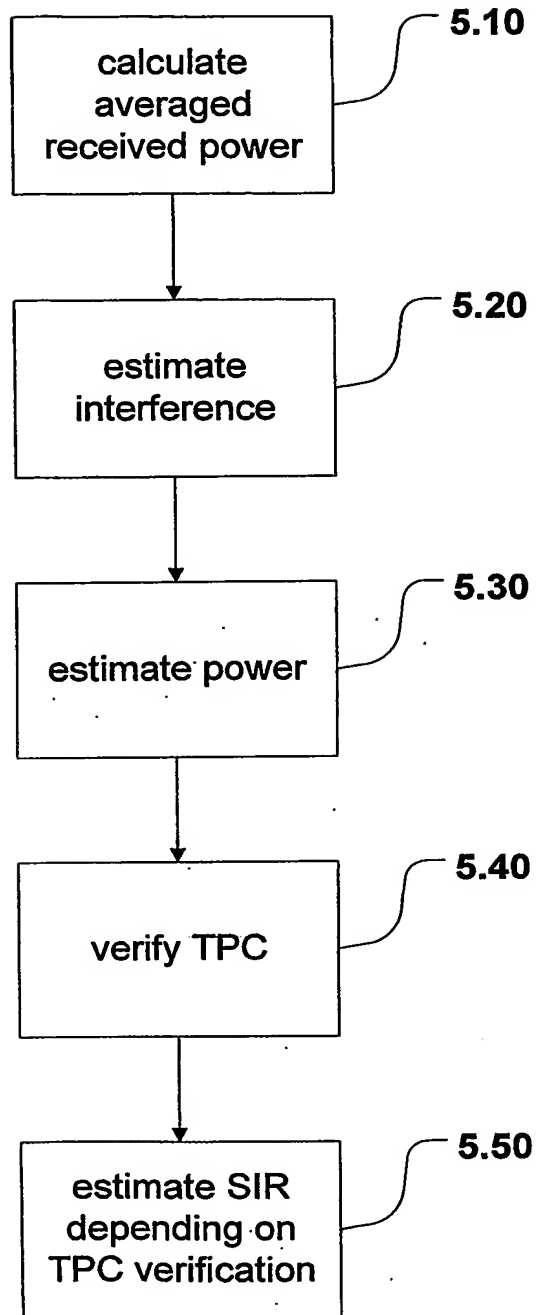 5.10
calculate
averaged
received power
5.20
estimate
interference
5.30
estimate power
5.40
verify TPC
5.50
estimate SIR
depending on
TPC verification